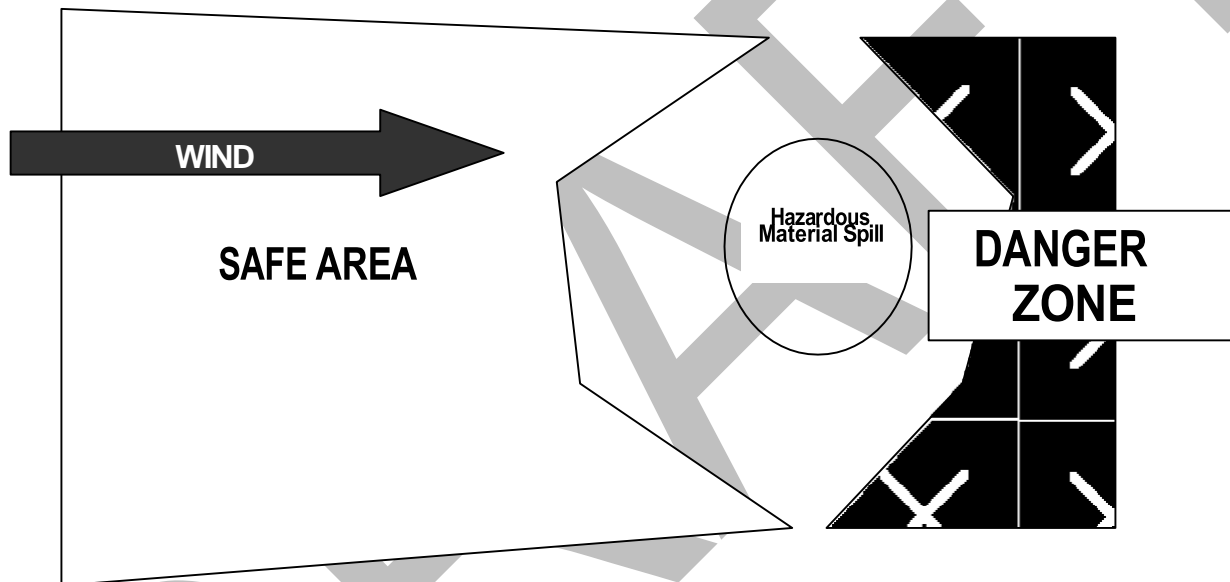 WIND
SAFE AREA
Hazardous
Material Spill
DANGER
ZONE